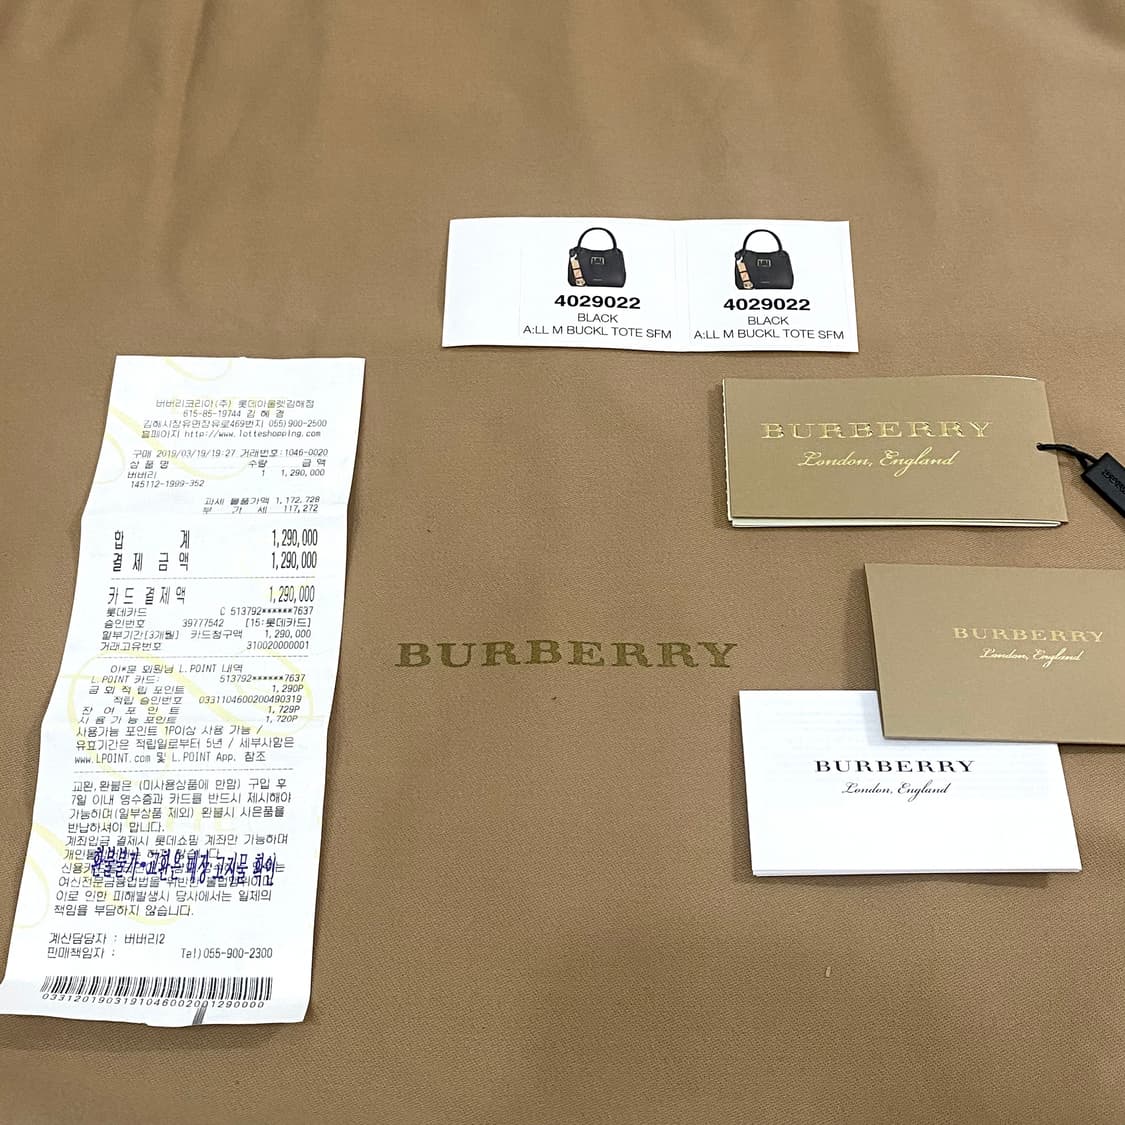 버버리코리아(주) 롯데아울렛김해점
615-85-19744 김 혜 경
김해시장유면장유로469번지 055)900-2500
홈페이지 http://www.lotteshopping.com
구매 2019/03/19/19:27 거래번호:1046-0020
상 품 명 수량 금 액
버버리 1 1,290,000
145112-1999-352
과세 물품가액 1,172,728
부 가 세 117,272
합 계 1,290,000
결 제 금 액 1,290,000
카 드 결 제 액 1,290,000
롯데카드 C 513792******7637
승인번호 39777542 [15:롯데카드]
할부기간[3개월] 카드청구액 1,290,000
거래고유번호 310020000001
이*문 회원님 L.POINT 내역
L.POINT 카드: 513792******7637
금 회 적 립 포인트 1,290P
적립 승인번호 0331104600200490319
잔 여 포 인 트 1,729P
사 용 가 능 포인트 1,720P
사용가능 포인트 1P이상 사용 가능 /
유효기간은 적립일로부터 5년 / 세부사항은
www.LPOINT.com 및 L.POINT App. 참조
교환,환불은 (미사용상품에 한함) 구입 후
7일 이내 영수증과 카드를 반드시 제시해야
가능하며(일부상품 제외) 환불시 사은품을
반납하셔야 합니다.
계좌입금 결제시 롯데쇼핑 계좌만 가능하며
환불불가•교환은 매장 고지물 확인
여신전문금융업법을 위반한
이로 인한 피해발생시 당사에서는 일체의
책임을 부담하지 않습니다.
계산담당자 : 버버리2
판매책임자 : Tel)055-900-2300
0331201903191046002001290000
4029022
BLACK
A:LL M BUCKL TOTE SFM
4029022
BLACK
A:LL M BUCKL TOTE SFM
BURBERRY
London, England
BURBERRY
BURBERRY
London, England
BURBERRY
London, England